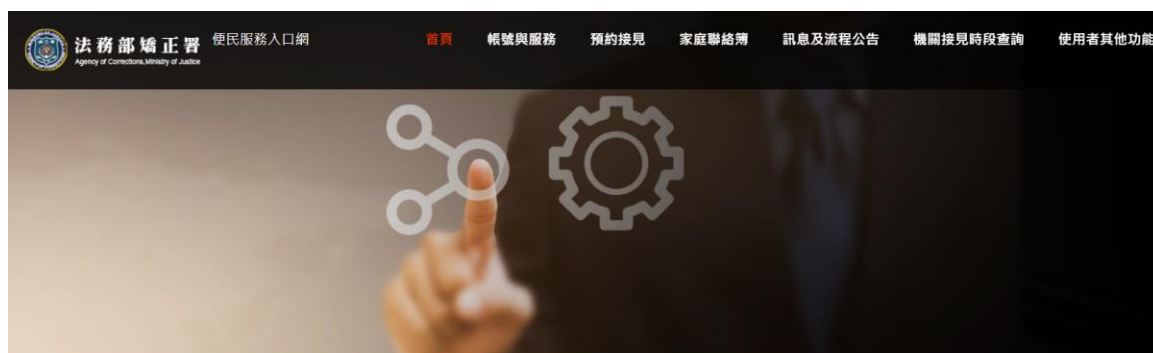 法務部矯正署
Agency of Corrections,Ministry of Justice
便民服務入口網
首頁
帳號與服務
預約接見
家庭聯絡簿
訊息及流程公告
機關接見時段查詢
使用者其他功能